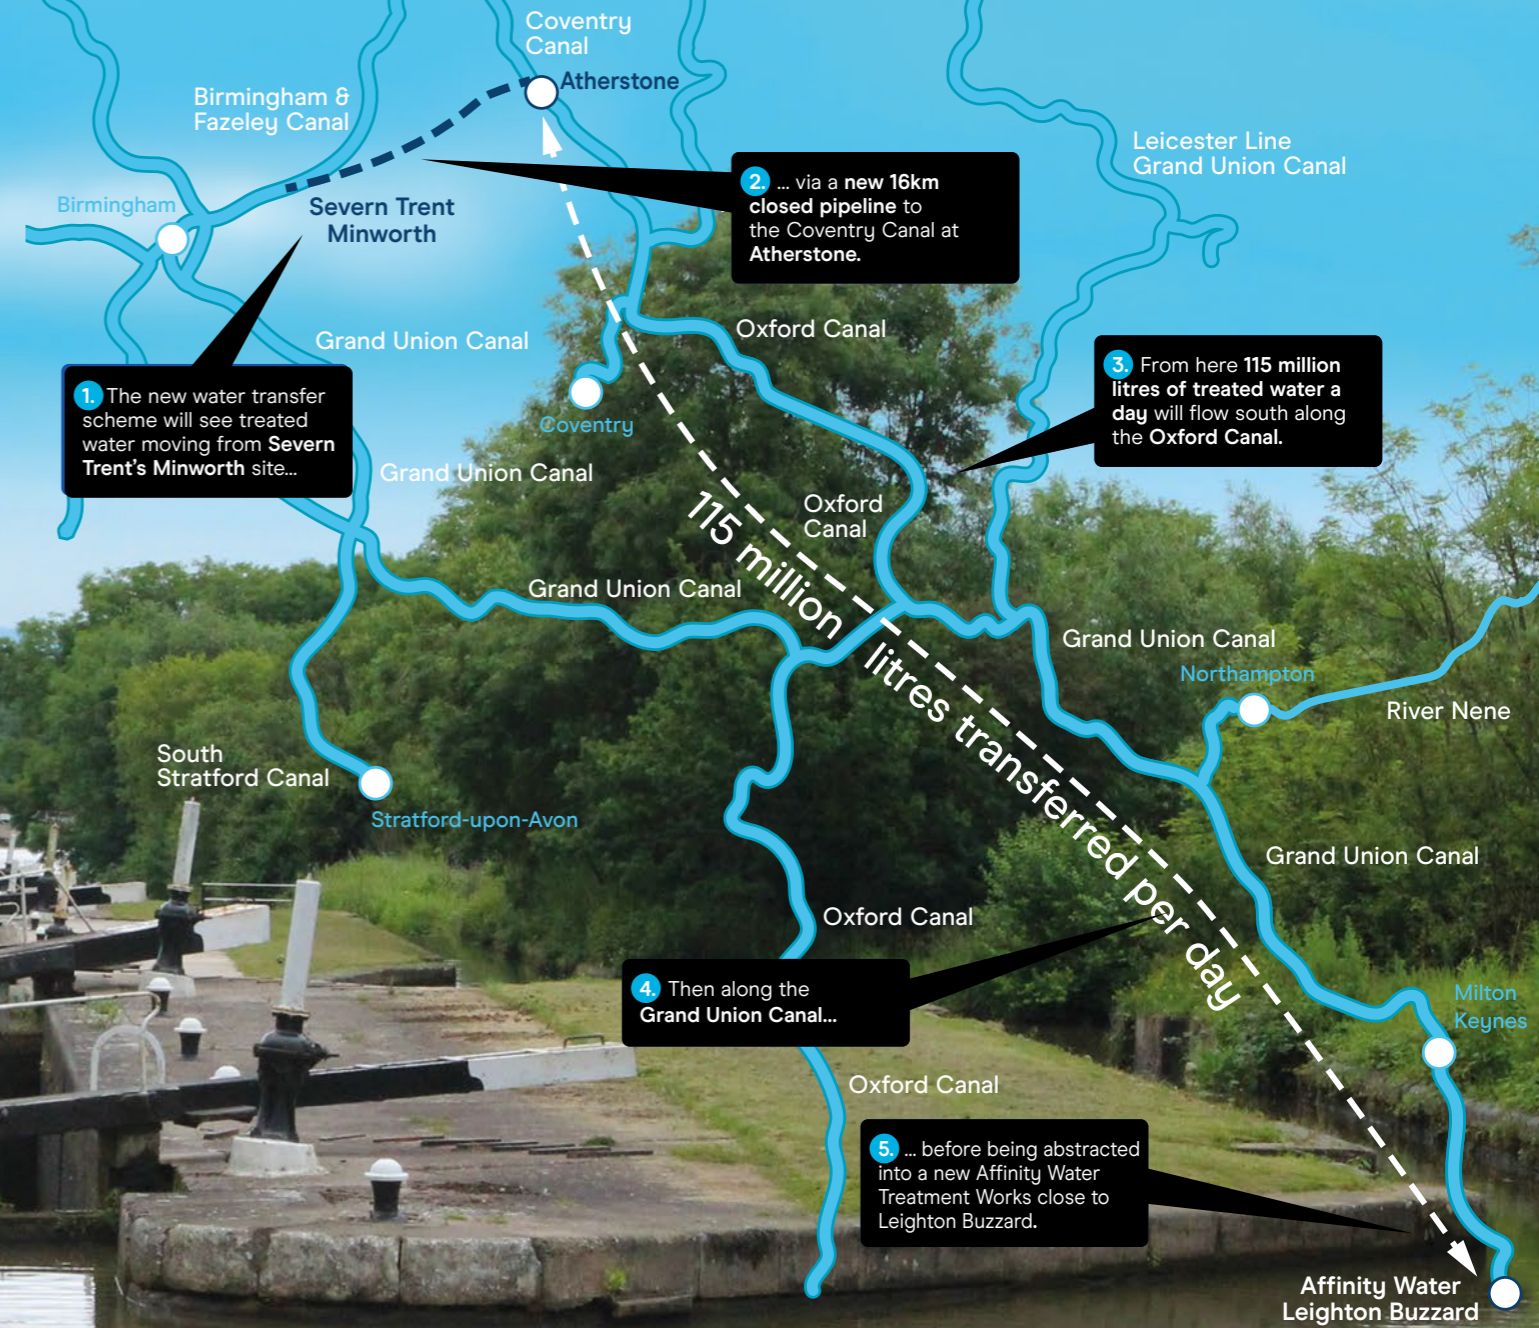 Coventry
Canal
Atherstone
Birmingham &
Fazeley Canal
Leicester Line
Grand Union Canal
Birmingham
Severn Trent
Minworth
2. ... via a new 16km
closed pipeline to
the Coventry Canal at
Atherstone.
Grand Union Canal
Oxford Canal
1. The new water transfer
scheme will see treated
water moving from Severn
Trent's Minworth site...
Coventry
3. From here 115 million
litres of treated water a
day will flow south along
the Oxford Canal.
Grand Union Canal
Oxford
Canal
115 million litres transferred per day
Grand Union Canal
Grand Union Canal
Northampton
River Nene
South
Stratford Canal
Stratford-upon-Avon
Grand Union Canal
Oxford Canal
4. Then along the
Grand Union Canal...
Milton
Keynes
Oxford Canal
5. ... before being abstracted
into a new Affinity Water
Treatment Works close to
Leighton Buzzard.
Affinity Water
Leighton Buzzard